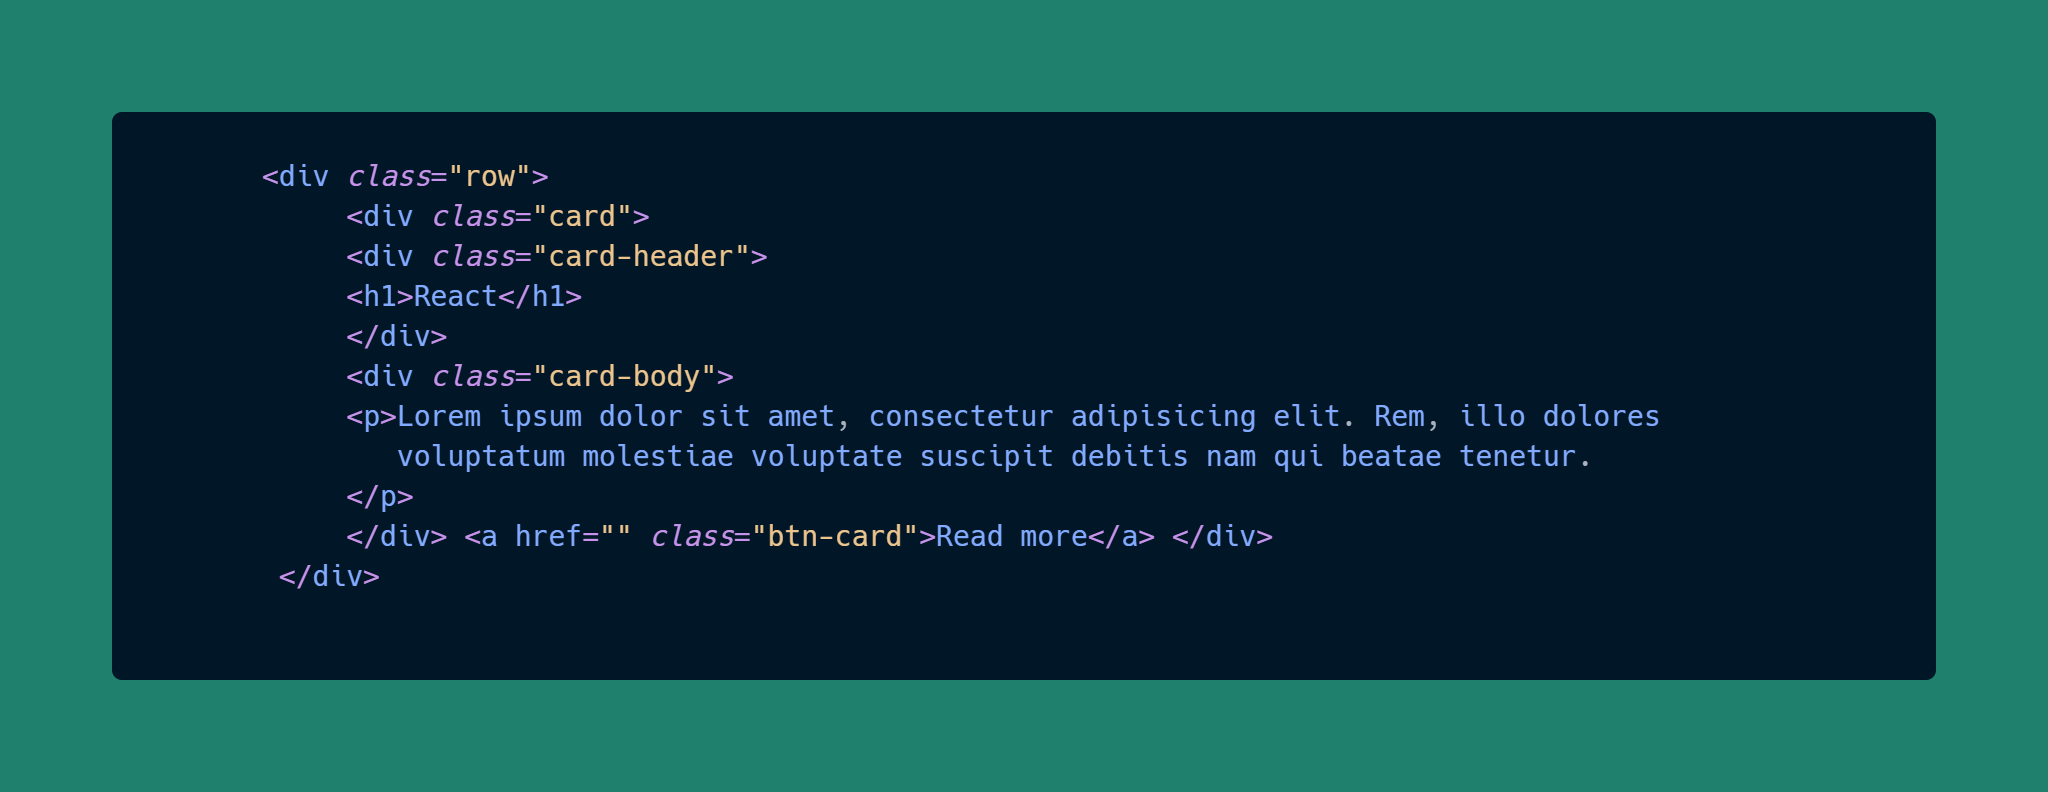 <div class="row">
<div class="card">
<div class="card-header">
<h1>React</h1>
</div>
<div class="card-body">
<p>Lorem ipsum dolor sit amet, consectetur adipisicing elit. Rem, illo dolores
voluptatum molestiae voluptate suscipit debitis nam qui beatae tenetur.
</p>
</div> <a href="" class="btn-card">Read more</a> </div>
</div>